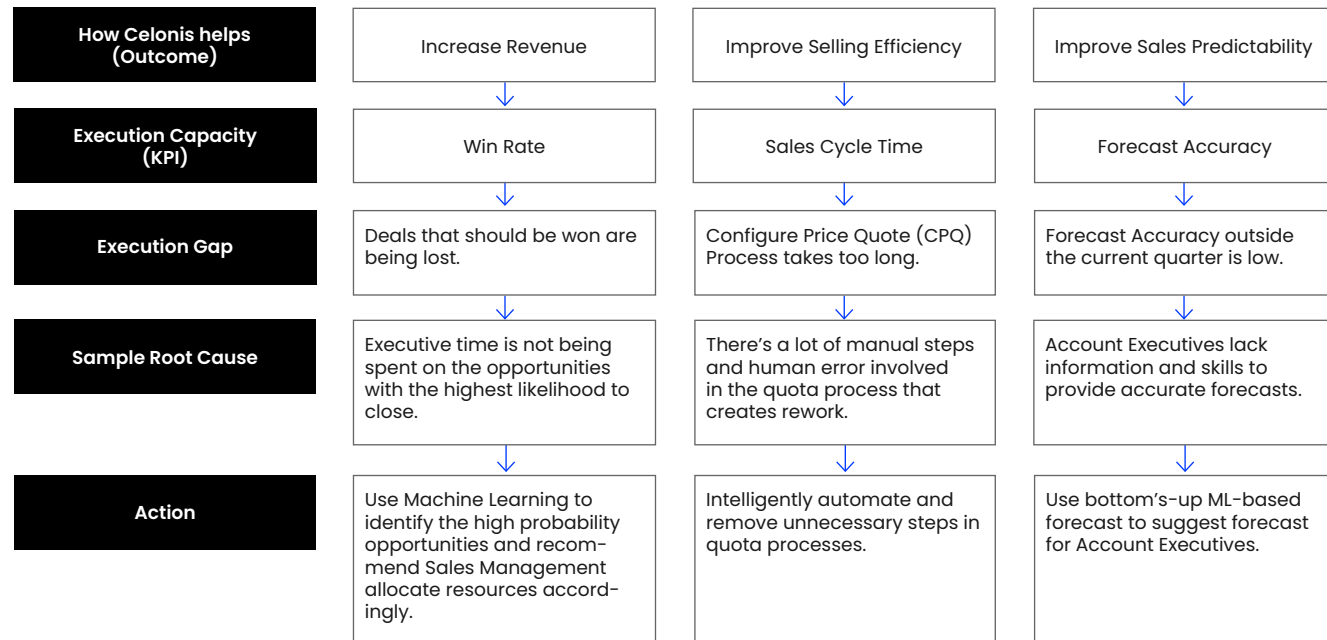 How Celonis helps
(Outcome)
Increase Revenue
Improve Selling Efficiency
Improve Sales Predictability
Execution Capacity
(KPI)
Win Rate
Sales Cycle Time
Forecast Accuracy
Execution Gap
Deals that should be won are
being lost.
Configure Price Quote (CPQ)
Process takes too long.
Forecast Accuracy outside
the current quarter is low.
Sample Root Cause
Executive time is not being
spent on the opportunities
with the highest likelihood to
close.
There’s a lot of manual steps
and human error involved
in the quota process that
creates rework.
Account Executives lack
information and skills to
provide accurate forecasts.
Action
Use Machine Learning to
identify the high probability
opportunities and recom-
mend Sales Management
allocate resources accord-
ingly.
Intelligently automate and
remove unnecessary steps in
quota processes.
Use bottom’s-up ML-based
forecast to suggest forecast
for Account Executives.